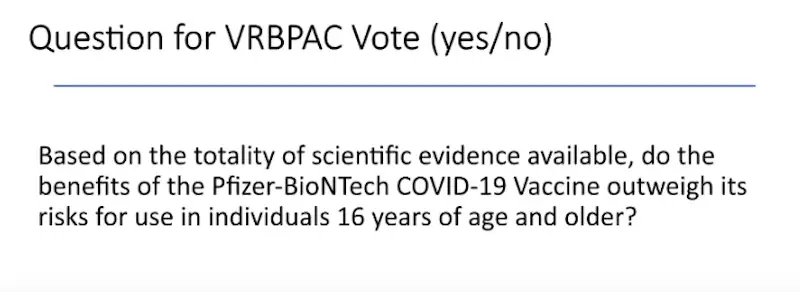 Question for VRBPAC Vote (yes/no)
Based on the totality of scientific evidence available, do the
benefits of the Pfizer-BioNTech COVID-19 Vaccine outweigh its
risks for use in individuals 16 years of age and older?